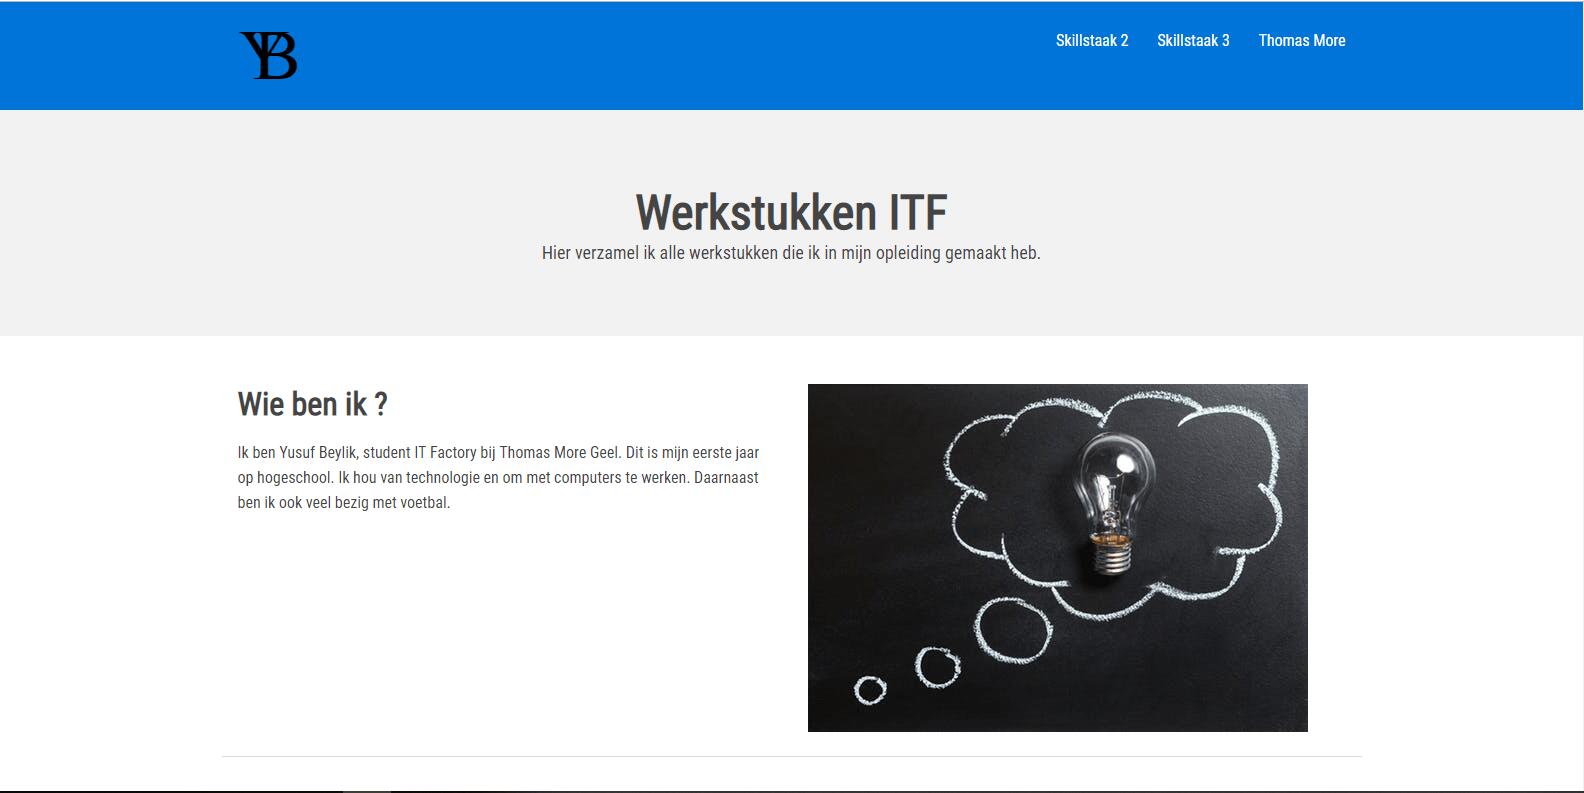 YB
Skillstaak 2 Skillstaak 3 Thomas More
Werkstukken ITF
Hier verzamel ik alle werkstukken die ik in mijn opleiding gemaakt heb.
Wie ben ik ?
Ik ben Yusuf Beylik, student IT Factory bij Thomas More Geel. Dit is mijn eerste jaar
op hogeschool. Ik hou van technologie en om met computers te werken. Daarnaast
ben ik ook veel bezig met voetbal.